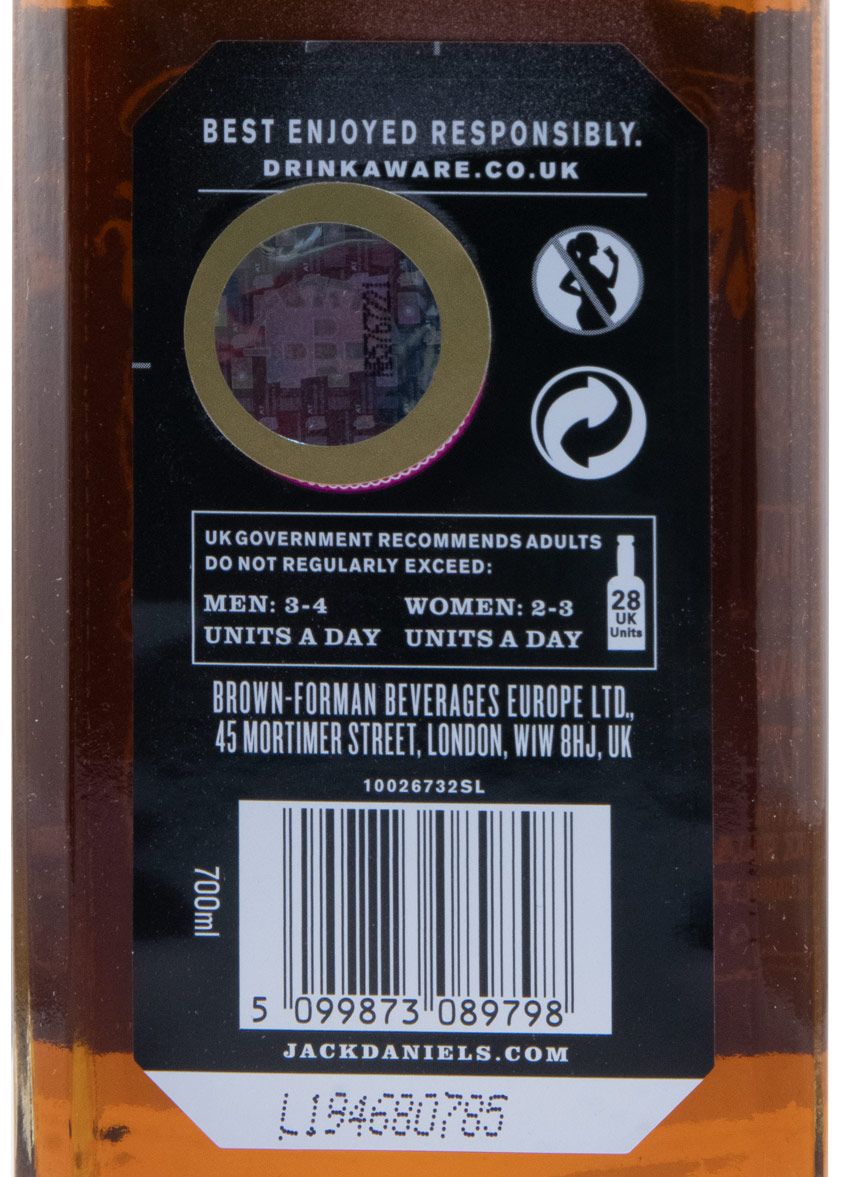 BEST ENJOYED RESPONSIBLY.
DRINKAWARE.CO.UK
UK GOVERNMENT RECOMMENDS ADULTS
DO NOT REGULARLY EXCEED:
MEN: 3-4
UNITS A DAY
WOMEN: 2-3
UNITS A DAY
28
UK
Units
BROWN-FORMAN BEVERAGES EUROPE LTD.,
45 MORTIMER STREET, LONDON, W1W 8HJ, UK
10026732SL
700ml
5 099873 089798
JACKDANIELS.COM
L194680785